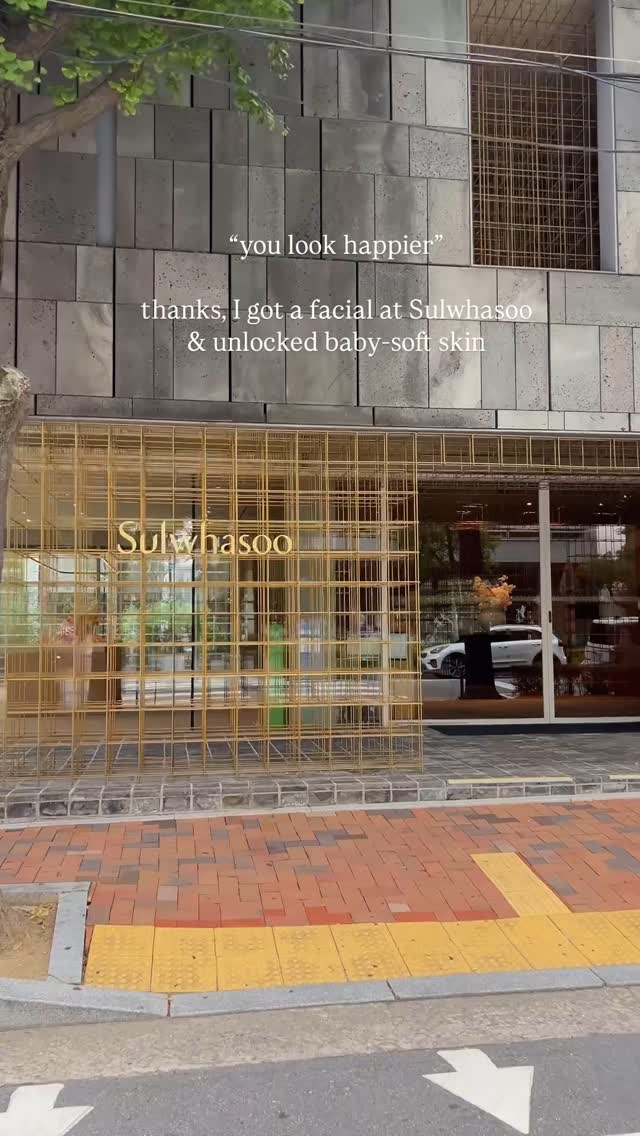 “you look happier”
thanks, I got a facial at Sulwhasoo
& unlocked baby-soft skin
Sulwhasoo